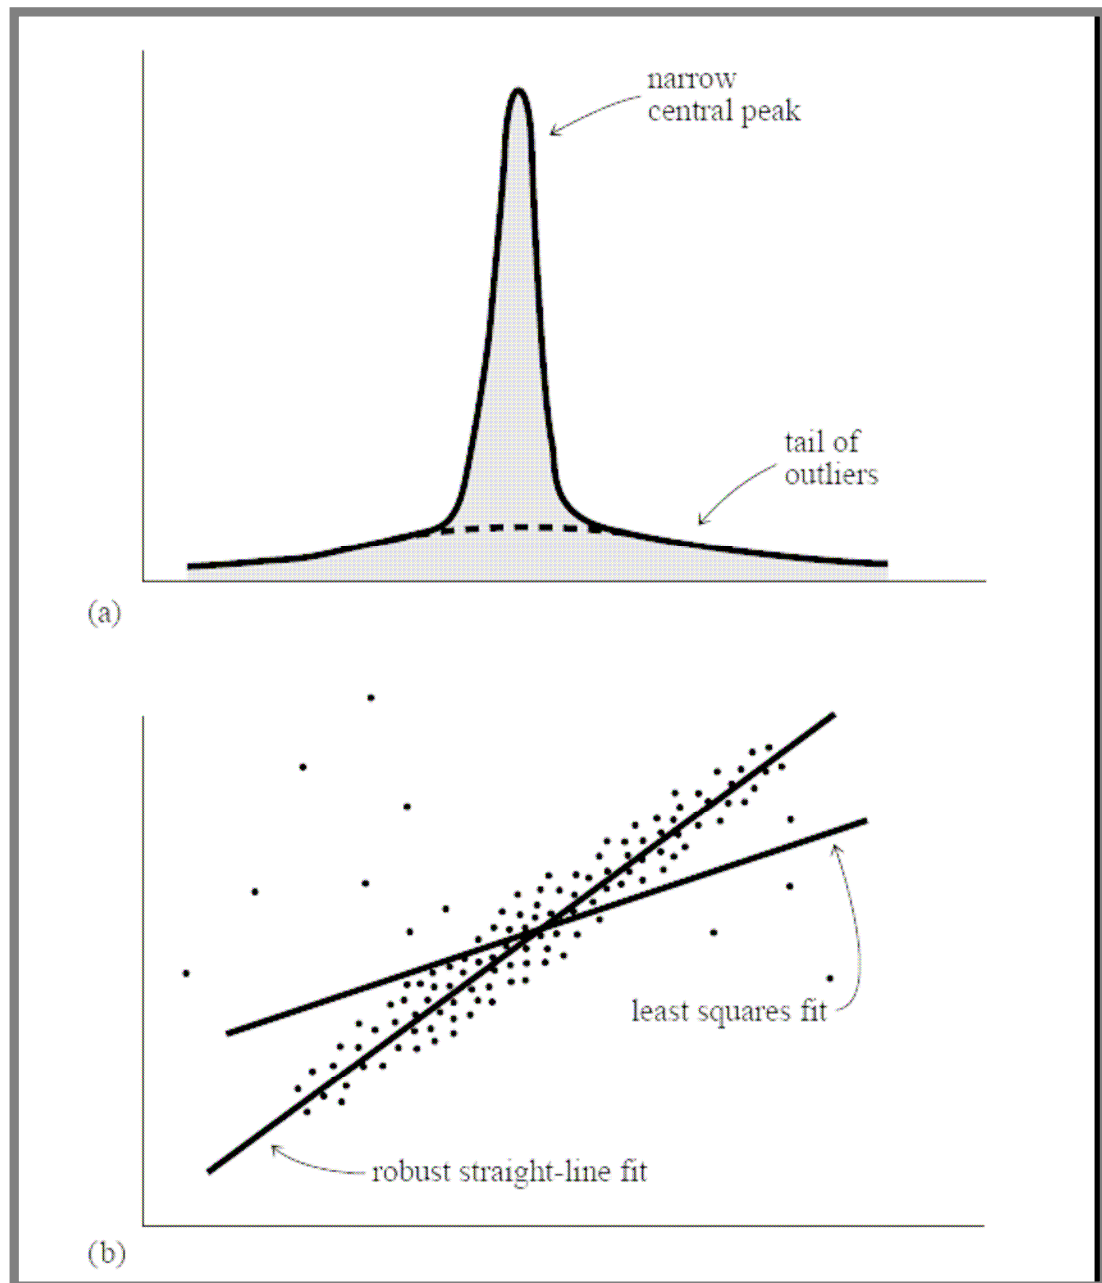 narrow
central peak
tail of
outliers
(a)
least squares fit
robust straight-line fit
(b)